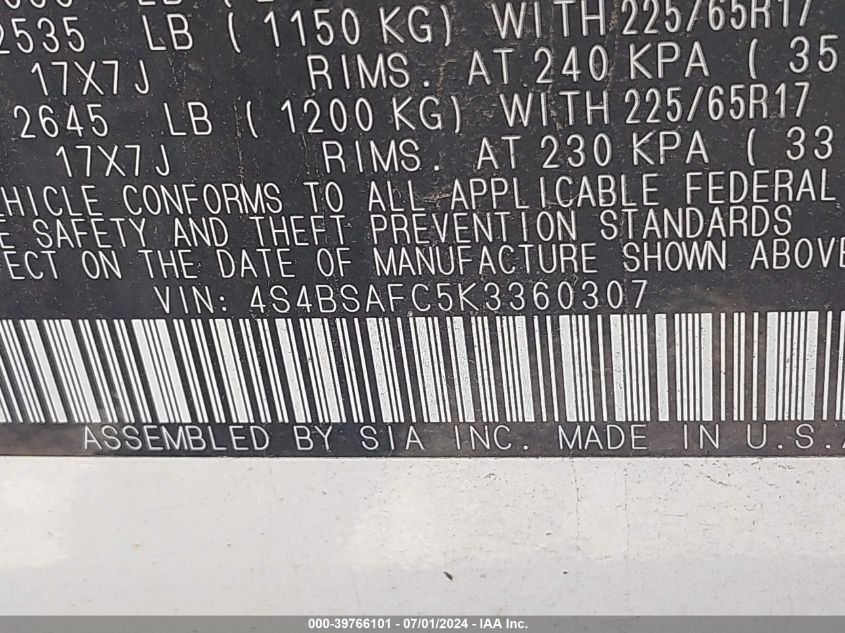 2535 LB ( 1150 KG) WITH 225/65R17
17X7J RIMS. AT 240 KPA ( 35
2645 LB ( 1200 KG) WITH 225/65R17
17X7J RIMS. AT 230 KPA ( 33
EHICLE CONFORMS TO ALL APPLICABLE FEDERAL
E SAFETY AND THEFT PREVENTION STANDARDS
FECT ON THE DATE OF MANUFACTURE SHOWN ABOVE
VIN: 4S4BSAFC5K3360307
ASSEMBLED BY SIA INC. MADE IN U.S.A
000-39766101 - 07/01/2024 - IAA Inc.